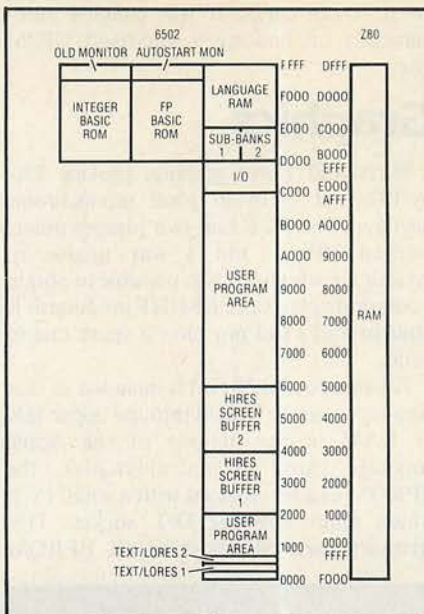 6502
Z80
OLD MONITOR
AUTOSTART MON
INTEGER
BASIC
ROM
FP
BASIC
ROM
LANGUAGE
RAM
SUB-BANKS
1 2
I/O
USER
PROGRAM
AREA
HIRES
SCREEN
BUFFER
2
HIRES
SCREEN
BUFFER
1
USER
PROGRAM
AREA
TEXT/LORES 2
TEXT/LORES 1
FFFF DFFF
F000 D000
E000 C000
D000 B000
EFFF
C000 E000
AFFF
B000 A000
A000 9000
9000 8000
8000 7000
7000 6000
6000 5000
5000 4000
4000 3000
3000 2000
2000 1000
1000 0000
FFFF
0000 F000
RAM